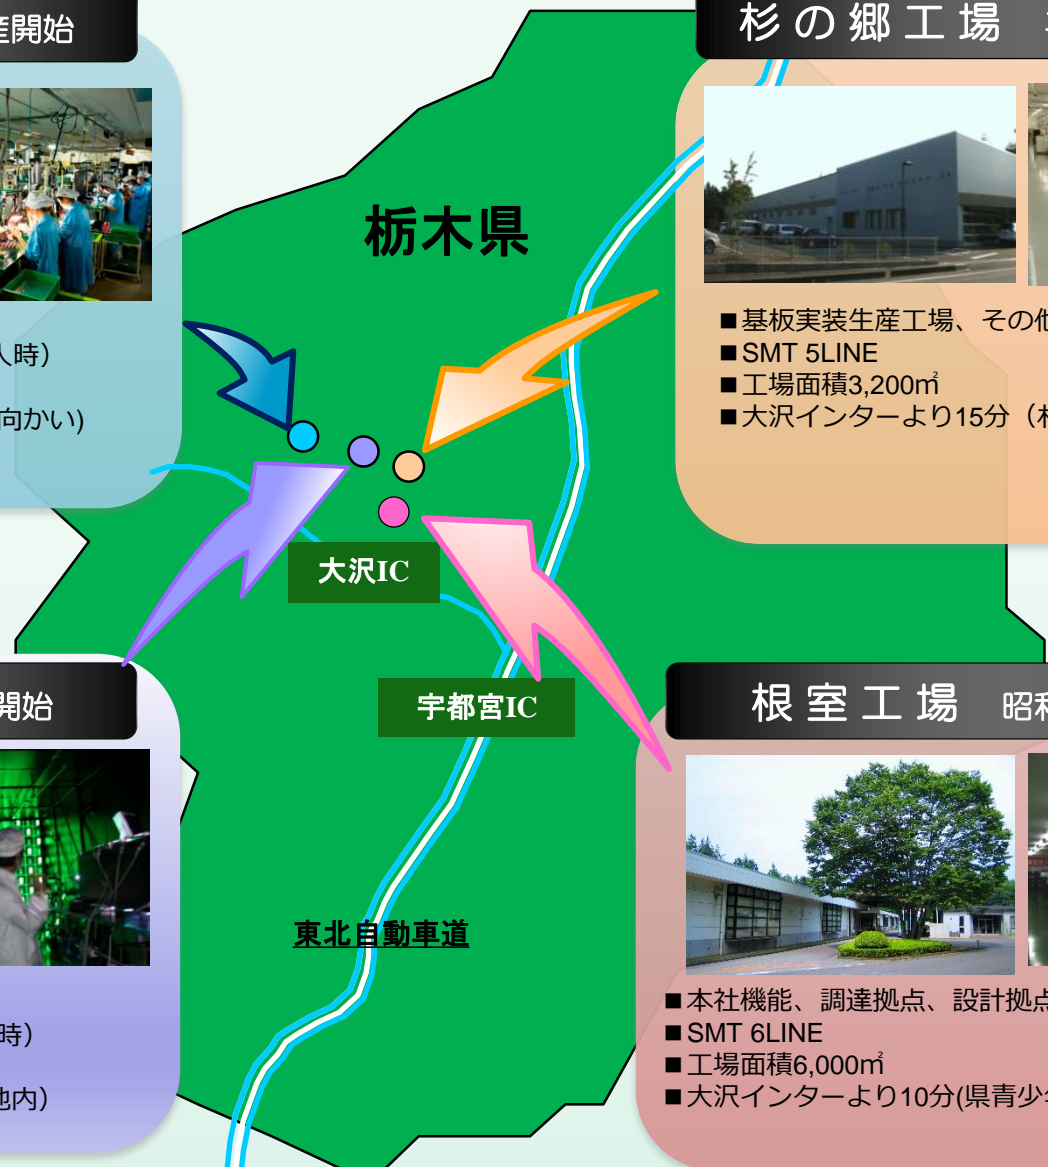 産開始
杉の郷工場
栃木県
人時）
向かい)
■基板実装生産工場、その他
■SMT 5LINE
■工場面積3,200㎡
■大沢インターより15分（
大沢IC
宇都宮IC
開始
根室工場 昭和
東北自動車道
時）
地内）
■本社機能、調達拠点、設計拠点
■SMT 6LINE
■工場面積6,000㎡
■大沢インターより10分(県青少年